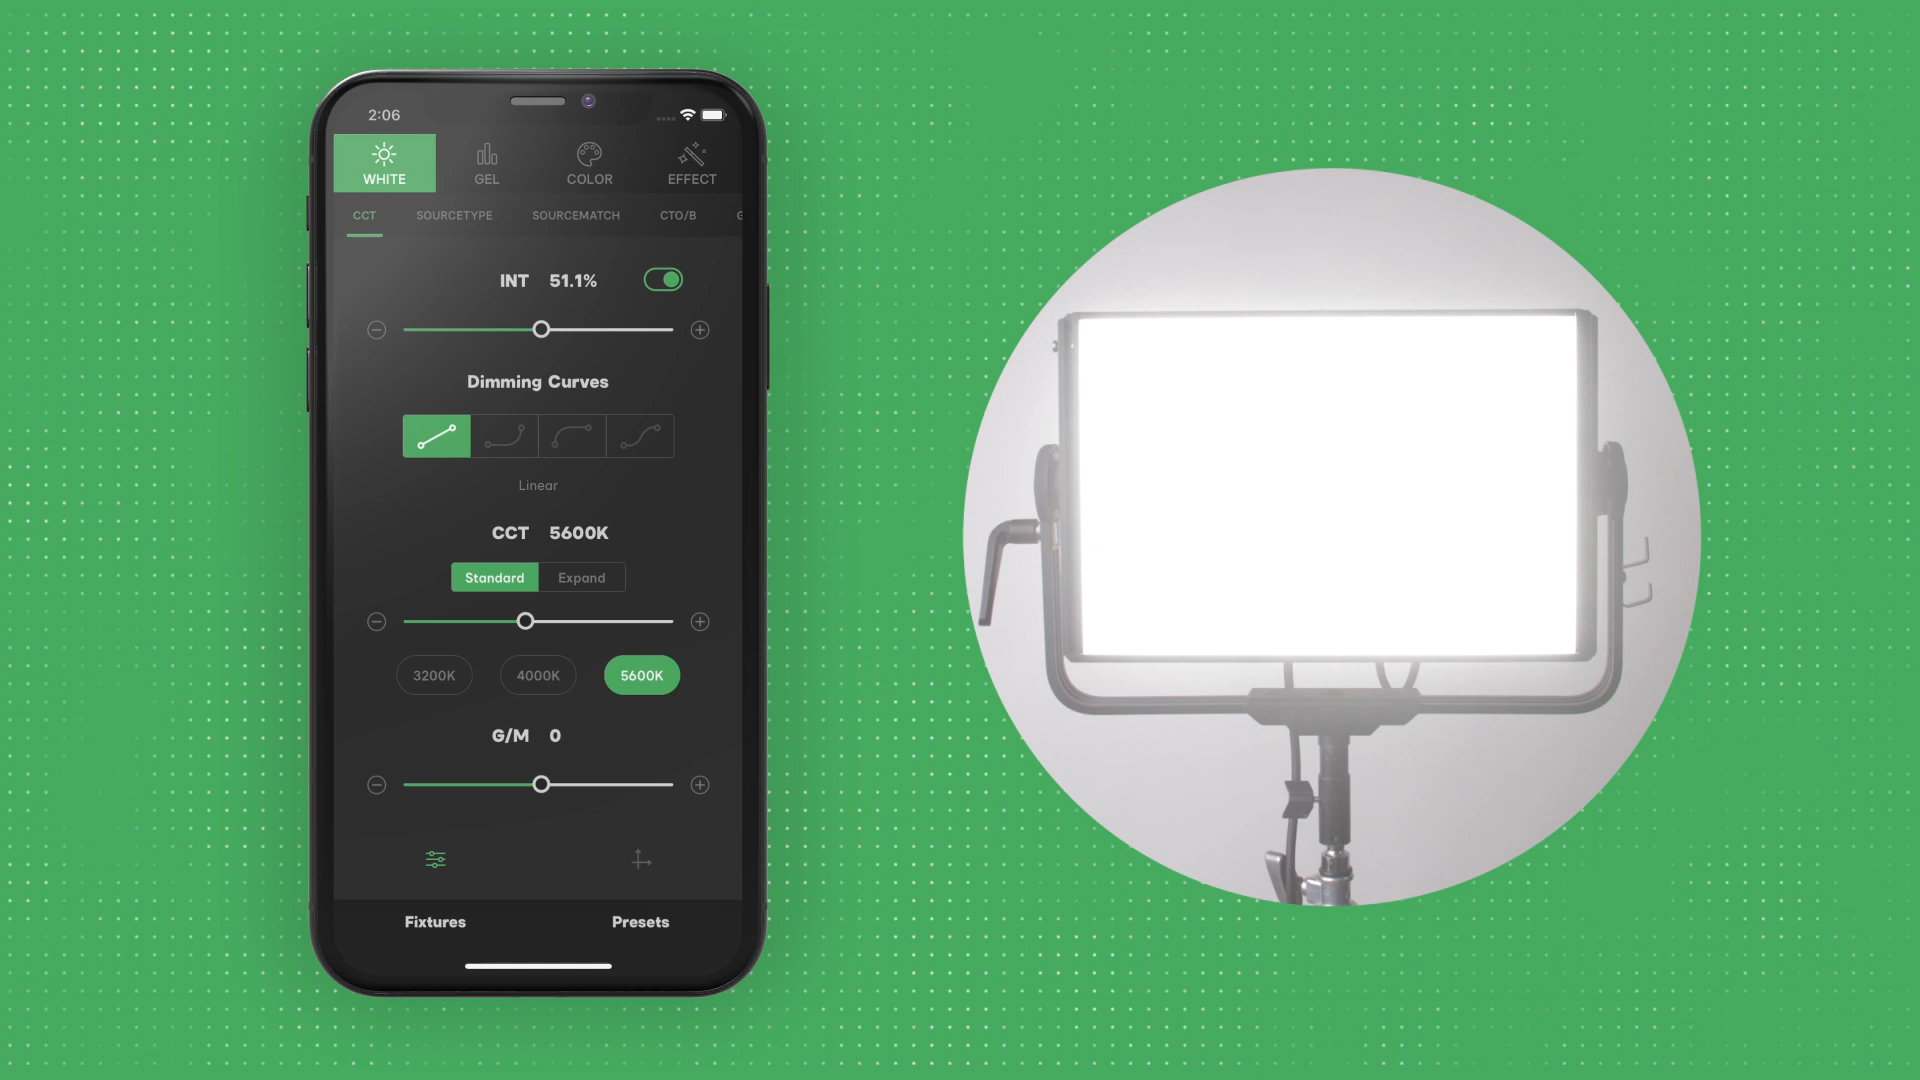 2:06
WHITE GEL COLOR EFFECT
CCT SOURCETYPE SOURCEMATCH CTO/B
INT 51.1%
Dimming Curves
Linear
CCT 5600K
Standard Expand
3200K 4000K 5600K
G/M 0
Fixtures Presets